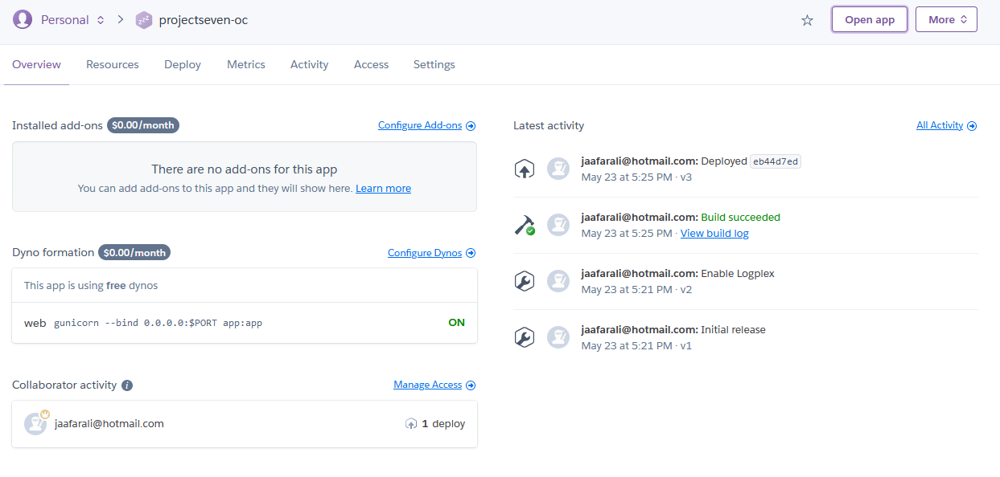 Personal
projectseven-oc
Open app
More
Overview Resources Deploy Metrics Activity Access Settings
Installed add-ons $0.00/month Configure Add-ons
There are no add-ons for this app
You can add add-ons to this app and they will show here. Learn more
Dyno formation $0.00/month Configure Dynos
This app is using free dynos
web gunicorn --bind 0.0.0.0:$PORT app:app ON
Collaborator activity Manage Access
jaafarali@hotmail.com 1 deploy
Latest activity All Activity
jaafarali@hotmail.com: Deployed eb44d7ed
May 23 at 5:25 PM · v3
jaafarali@hotmail.com: Build succeeded
May 23 at 5:25 PM · View build log
jaafarali@hotmail.com: Enable Logplex
May 23 at 5:21 PM · v2
jaafarali@hotmail.com: Initial release
May 23 at 5:21 PM · v1